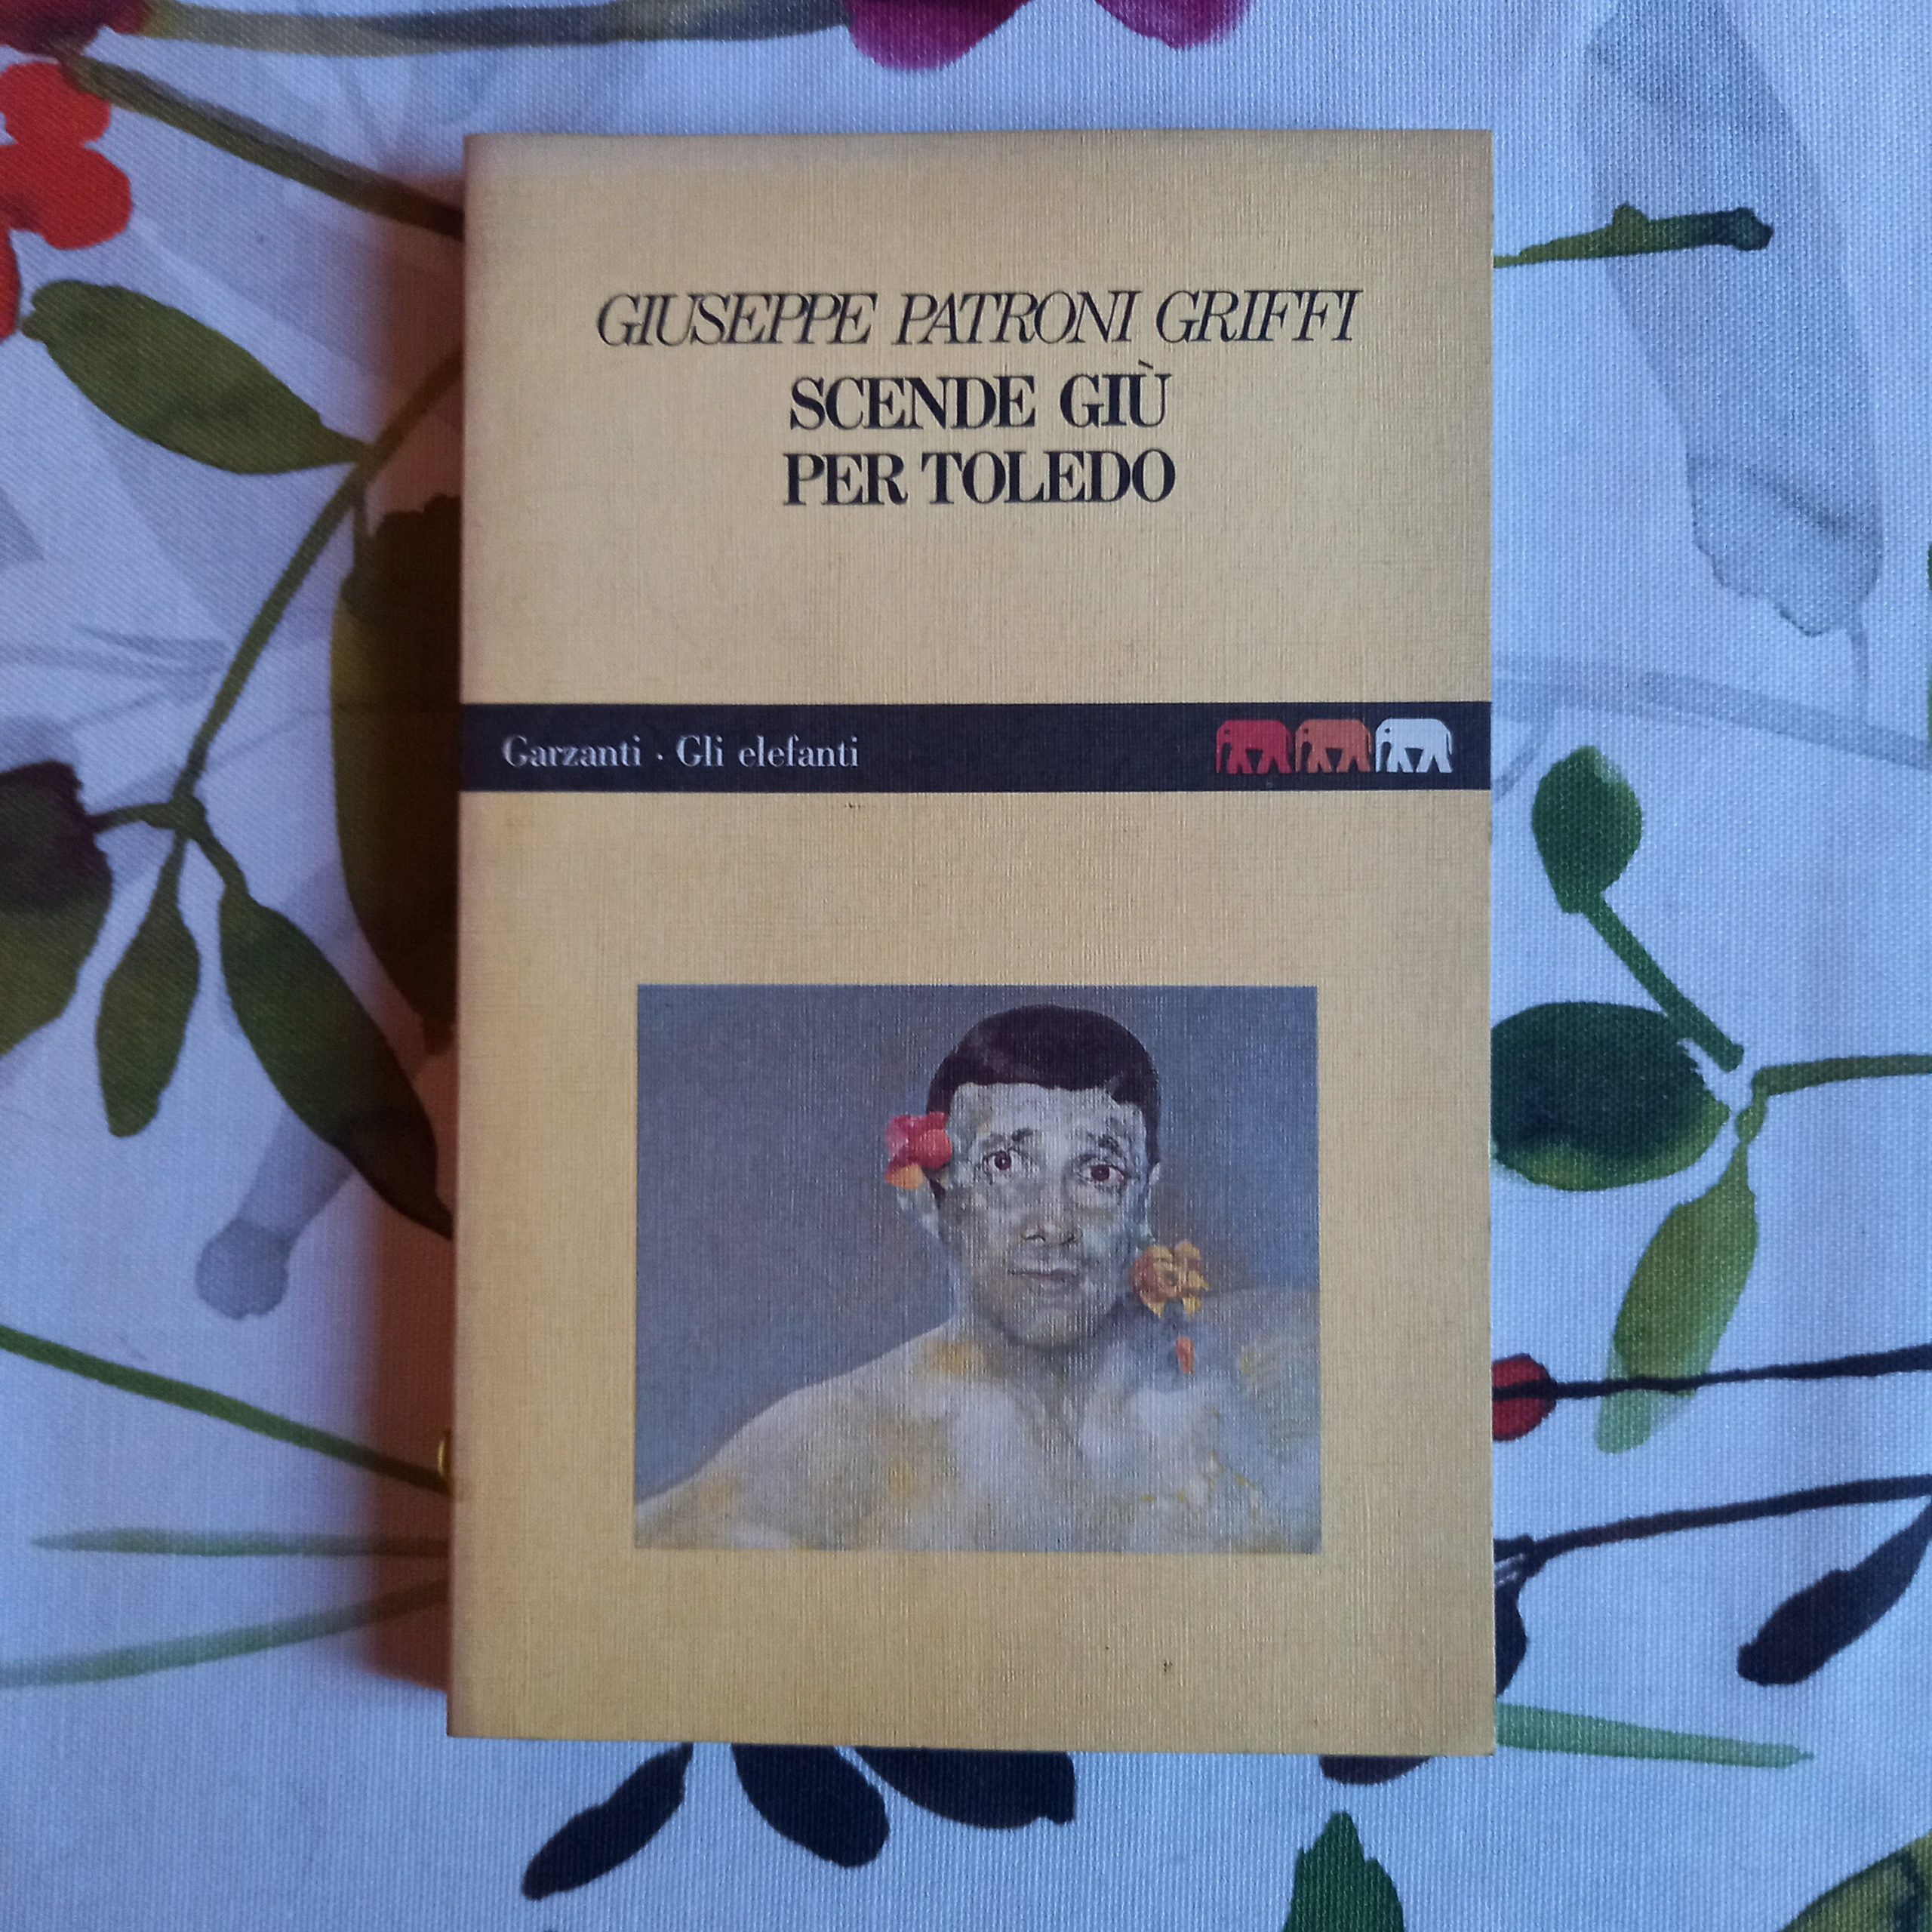 GIUSEPPE PATRONI GRIFFI
SCENDE GIÙ
PER TOLEDO
Garzanti · Gli elefanti